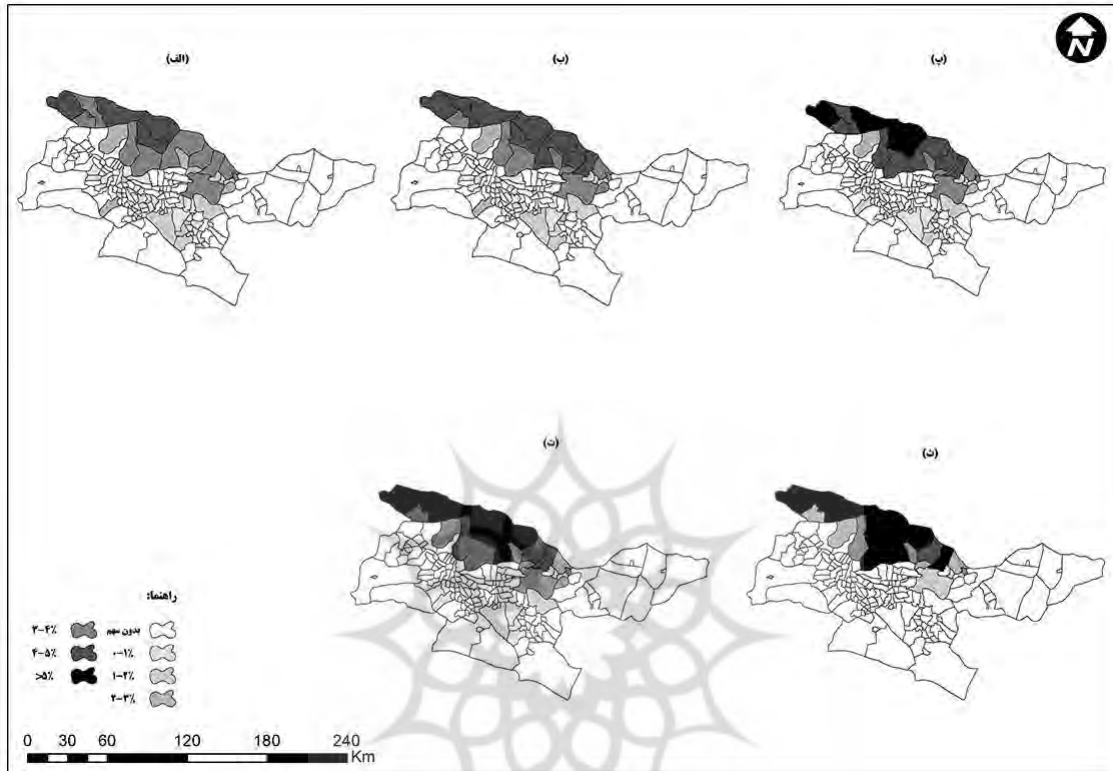 N
(الف)
(ب)
(پ)
(ت)
(ث)
راهنما:
بدون سهم
۰-۱٪
۱-۲٪
۲-۳٪
۳-۴٪
۴-۵٪
>۵٪
0 30 60 120 180 240
Km